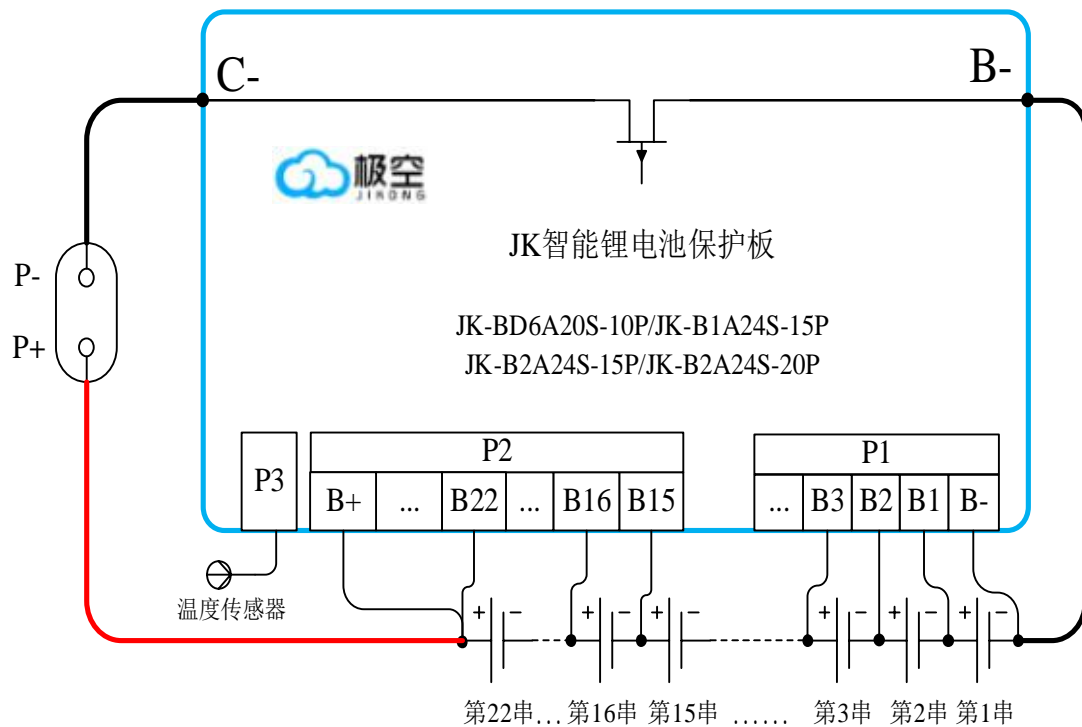 C-
B-
极空
JIKONG
JK智能锂电池保护板
P-
P+
JK-BD6A20S-10P/JK-B1A24S-15P
JK-B2A24S-15P/JK-B2A24S-20P
P3
P2
P1
B+ ... B22 ... B16 B15
... B3 B2 B1 B-
温度传感器
+ − + − + − + − + − + −
第22串... 第16串 第15串 ...... 第3串 第2串 第1串